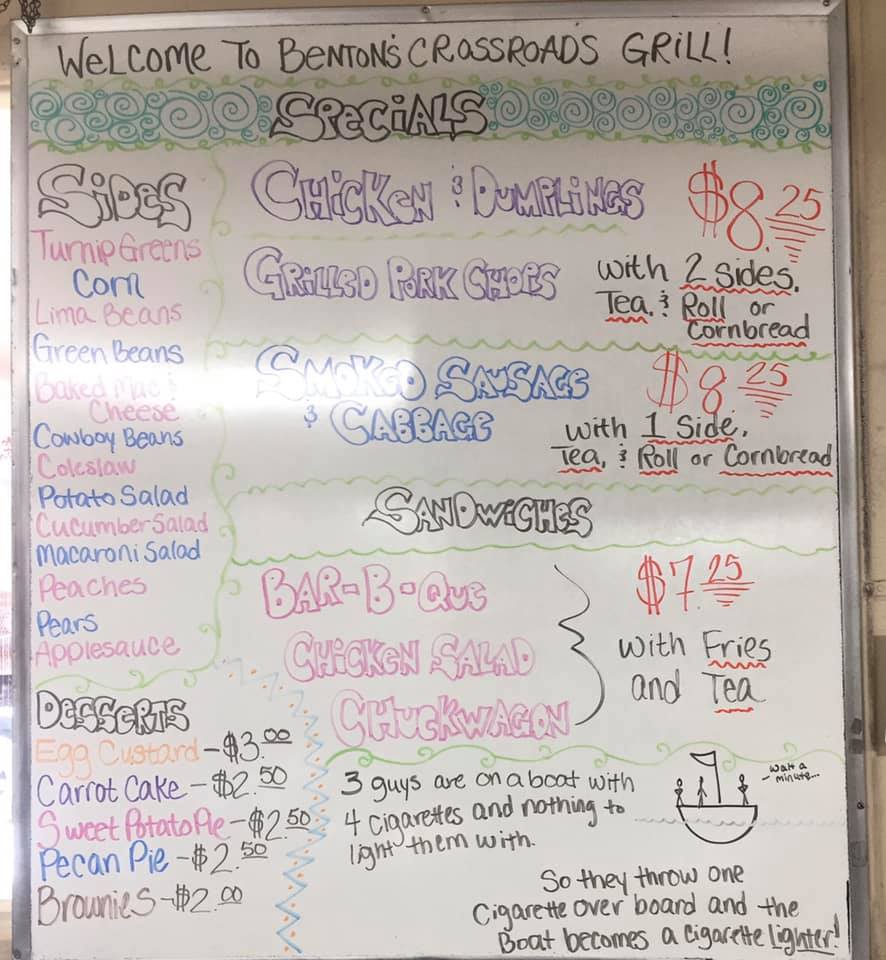 WELCOME TO BENTON'S CROSSROADS GRILL!
SPECIALS
SIDES
Turnip Greens
Corn
Lima Beans
Green Beans
Baked Mac &
Cheese
Cowboy Beans
Coleslaw
Potato Salad
Cucumber Salad
Macaroni Salad
Peaches
Pears
Applesauce
DESSERTS
Egg Custard - $3.00
Carrot Cake - $2.50
Sweet Potato Pie - $2.50
Pecan Pie - $2.50
Brownies - $2.00
CHICKEN & DUMPLINGS
GRILLED PORK CHOPS
$8.25
with 2 sides,
Tea, & Roll or
Cornbread
SMOKED SAUSAGE
& CABBAGE
$8 25
with 1 Side,
Tea, & Roll or Cornbread
SANDWICHES
BAR-B-QUE
CHICKEN SALAD
CHUCKWAGON
$7 25
with Fries
and Tea
3 guys are on a boat with
4 cigarettes and nothing to
light them with.
wait a
minute...
So they throw one
Cigarette over board and the
Boat becomes a cigarette lighter!